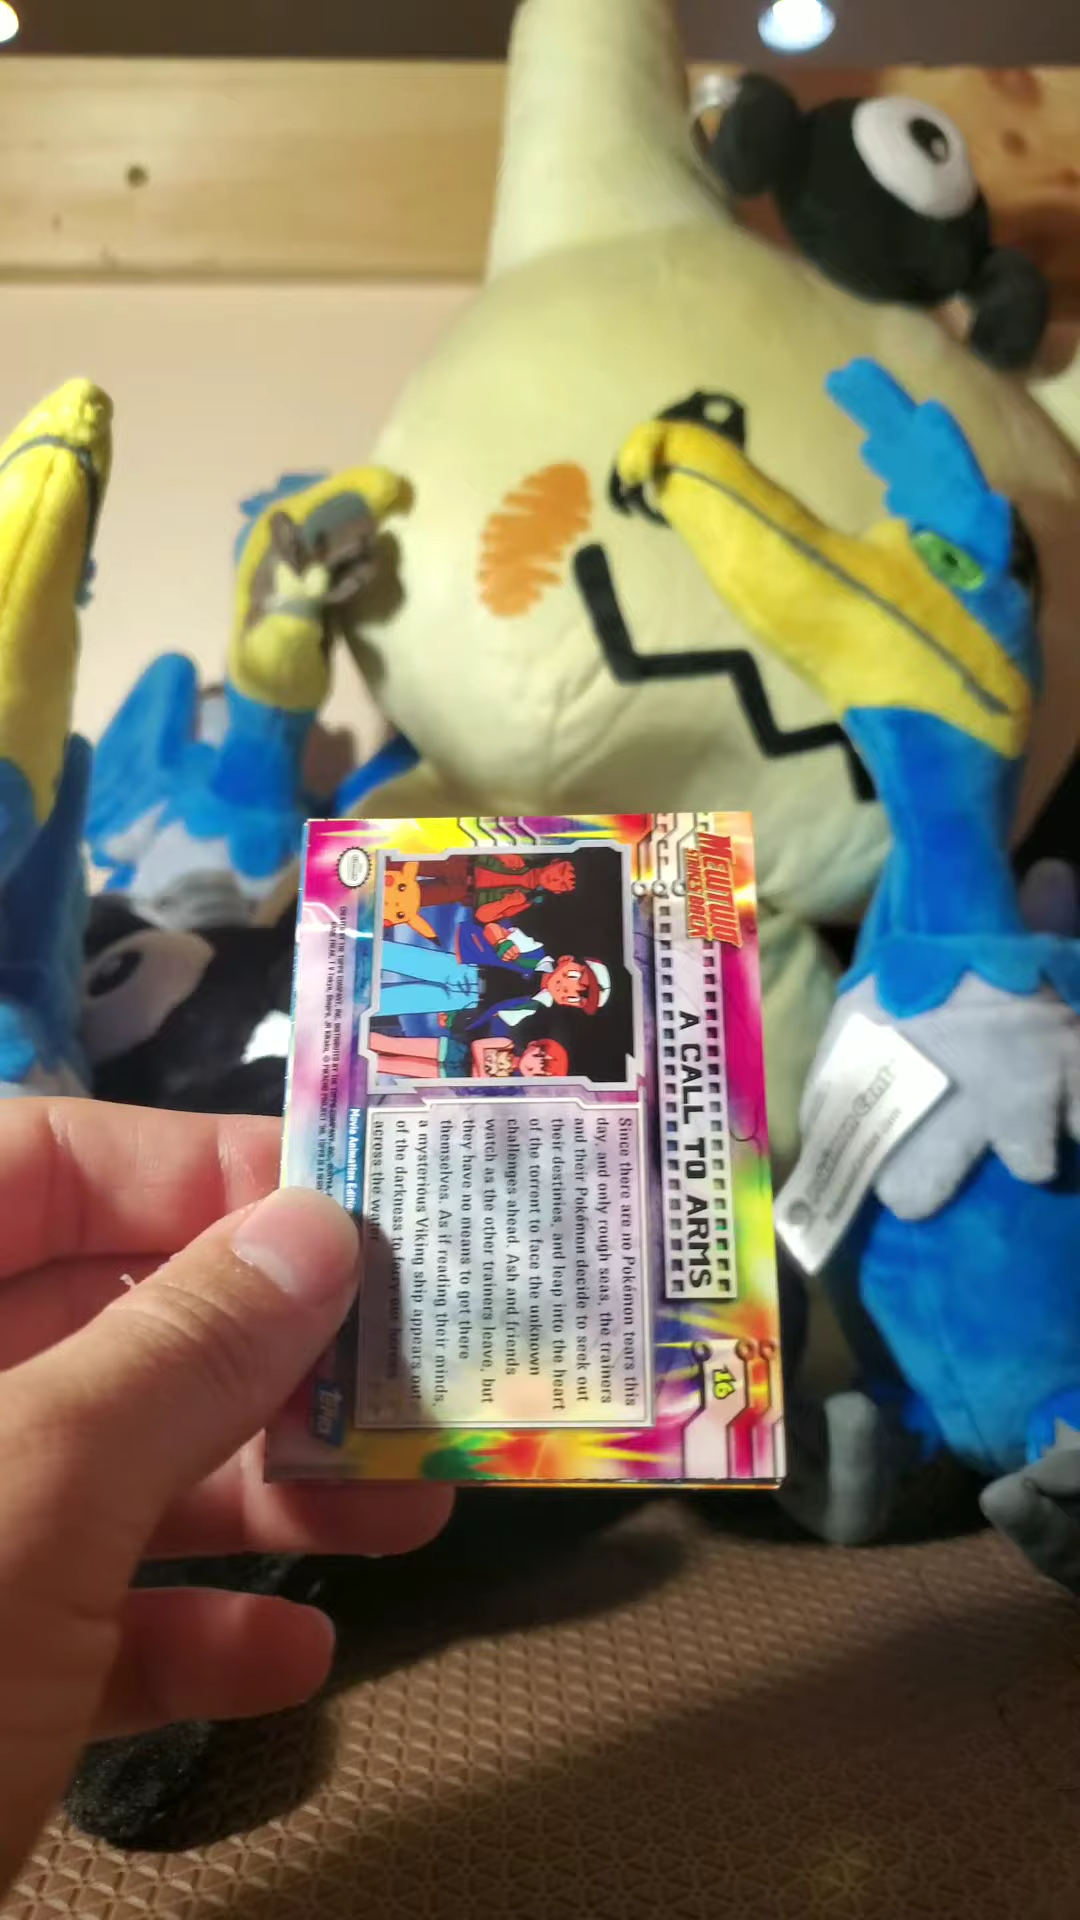 MEWTWO
STRIKES BACK
A CALL TO ARMS
16
Since there are no Pokémon tears this
day, and only rough seas, the trainers
and their Pokémon decide to seek out
their destinies, and leap into the heart
of the torrent to face the unknown
challenges ahead. Ash and friends
watch as the other trainers leave, but
they have no means to get there
themselves. As if reading their minds,
a mysterious Viking ship appears out
of the darkness to ferry our heroes
across the water
Movie Animation Edition